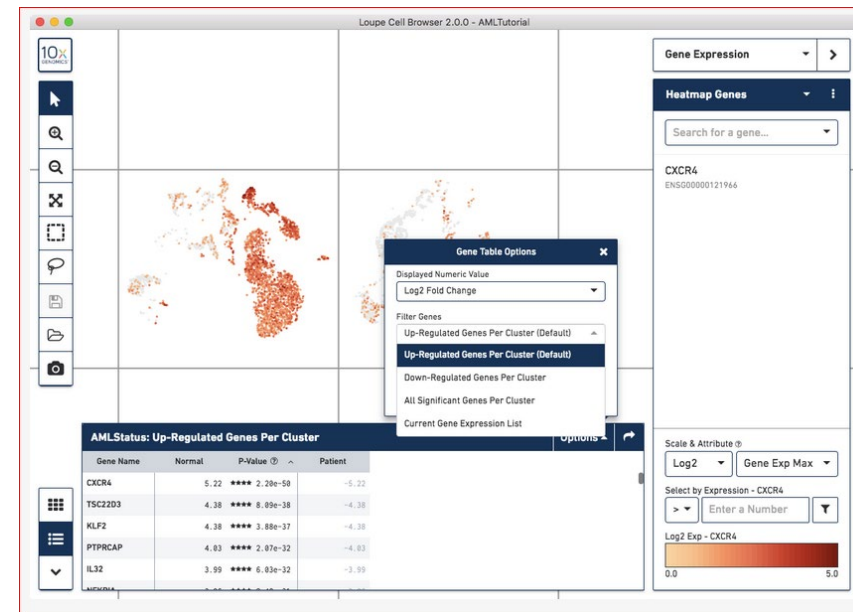 Loupe Cell Browser 2.0.0 - AMLTutorial
10x
GENOMICS
Gene Expression
Heatmap Genes
Search for a gene...
CXCR4
ENSG00000121966
Gene Table Options
Displayed Numeric Value
Log2 Fold Change
Filter Genes
Up-Regulated Genes Per Cluster (Default)
Up-Regulated Genes Per Cluster (Default)
Down-Regulated Genes Per Cluster
All Significant Genes Per Cluster
Current Gene Expression List
AMLStatus: Up-Regulated Genes Per Cluster Options
Gene Name Normal P-Value Patient
CXCR4 5.22 **** 2.20e-50 -5.22
TSC22D3 4.38 **** 8.09e-38 -4.38
KLF2 4.38 **** 3.88e-37 -4.38
PTPRCAP 4.03 **** 2.07e-32 -4.03
IL32 3.99 **** 6.03e-32 -3.99
Scale & Attribute
Log2 Gene Exp Max
Select by Expression - CXCR4
> Enter a Number
Log2 Exp - CXCR4
0.0 5.0